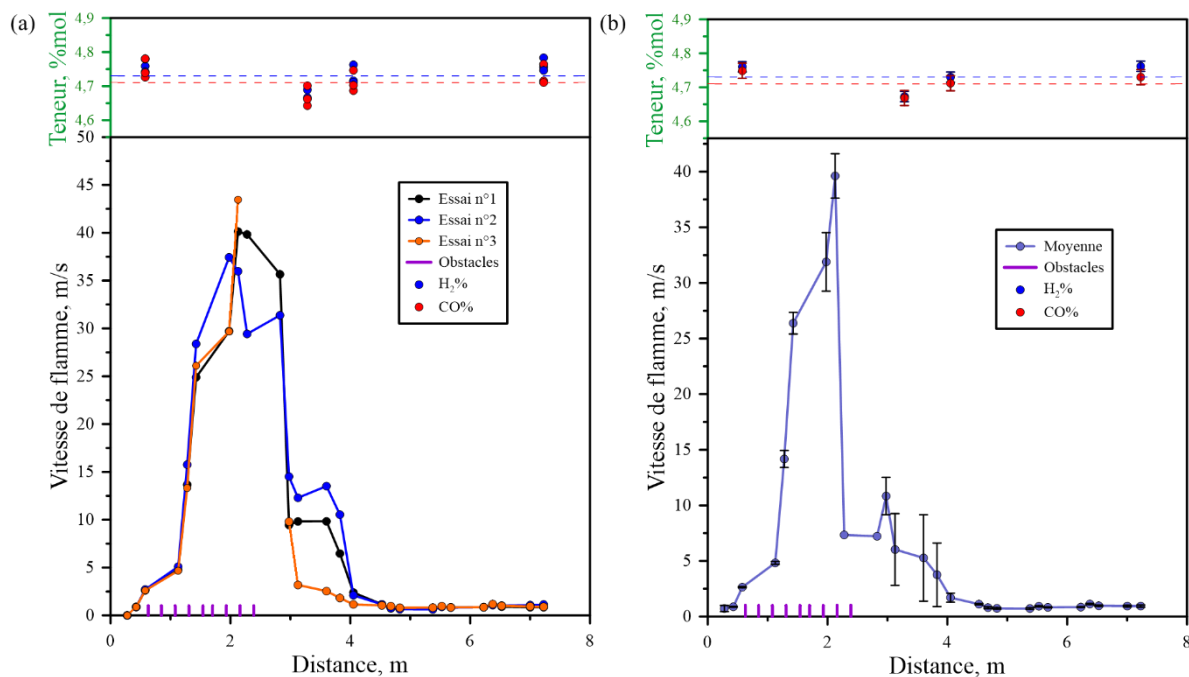 (a)
Teneur, %mol
4,9
4,8
4,7
4,6
50
45
40
35
30
25
20
15
10
5
0
Vitesse de flamme, m/s
Essai n°1
Essai n°2
Essai n°3
Obstacles
H₂%
CO%
0 2 4 6 8
Distance, m
(b)
Teneur, %mol
4,9
4,8
4,7
4,6
40
35
30
25
20
15
10
5
0
Vitesse de flamme, m/s
Moyenne
Obstacles
H₂%
CO%
0 2 4 6 8
Distance, m